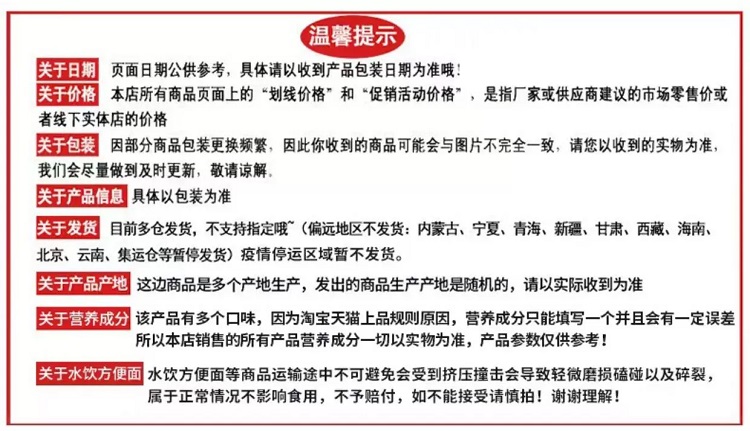 温馨提示
关于日期 页面日期公供参考，具体请以收到产品包装日期为准哦！
关于价格 本店所有商品页面上的“划线价格”和“促销活动价格”，是指厂家或供应商建议的市场零售价或
者线下实体店的价格
关于包装 因部分商品包装更换频繁，因此你收到的商品可能会与图片不完全一致，请您以收到的实物为准，
我们会尽量做到及时更新，敬请谅解。
关于产品信息 具体以包装为准
关于发货 目前多仓发货，不支持指定哦~（偏远地区不发货：内蒙古、宁夏、青海、新疆、甘肃、西藏、海南、
北京、云南、集运仓等暂停发货）疫情停运区域暂不发货。
关于产品产地 这边商品是多个产地生产，发出的商品生产产地是随机的，请以实际收到为准
关于营养成分 该产品有多个口味，因为淘宝天猫上品规则原因，营养成分只能填写一个并且会有一定误差
所以本店销售的所有产品营养成分一切以实物为准，产品参数仅供参考！
关于水饮方便面 水饮方便面等商品运输途中不可避免会受到挤压撞击会导致轻微磨损磕碰以及碎裂，
属于正常情况不影响食用，不予赔付，如不能接受请慎拍！谢谢理解！